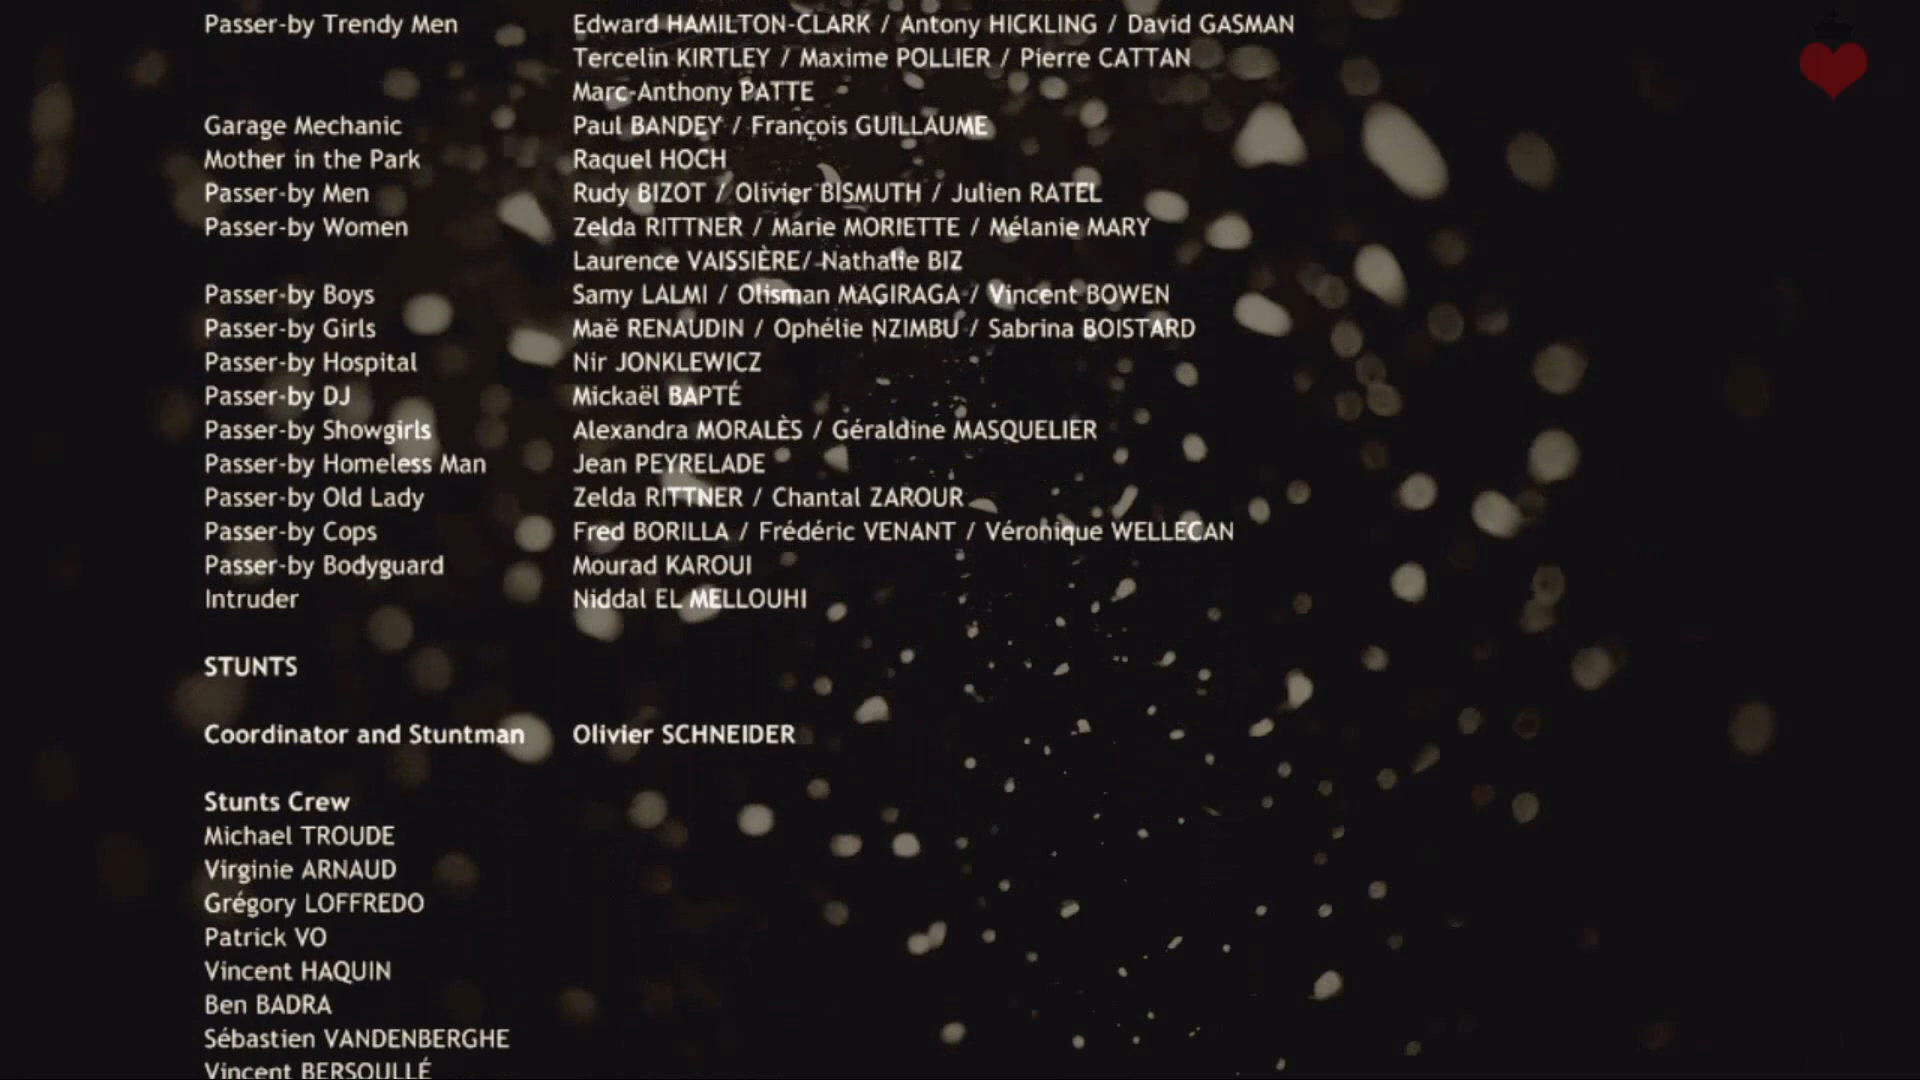 Passer-by Trendy Men Edward HAMILTON-CLARK / Antony HICKLING / David GASMAN
Tercelin KIRTLEY / Maxime POLLIER / Pierre CATTAN
Marc-Anthony PATTE
Garage Mechanic Paul BANDEY / François GUILLAUME
Mother in the Park Raquel HOCH
Passer-by Men Rudy BIZOT / Olivier BISMUTH / Julien RATEL
Passer-by Women Zelda RITTNER / Marie MORIETTE / Mélanie MARY
Laurence VAISSIÈRE/ Nathalie BIZ
Passer-by Boys Samy LALMI / Olisman MAGIRAGA / Vincent BOWEN
Passer-by Girls Maë RENAUDIN / Ophélie NZIMBU / Sabrina BOISTARD
Passer-by Hospital Nir JONKLEWICZ
Passer-by DJ Mickaël BAPTÉ
Passer-by Showgirls Alexandra MORALÈS / Géraldine MASQUELIER
Passer-by Homeless Man Jean PEYRELADE
Passer-by Old Lady Zelda RITTNER / Chantal ZAROUR
Passer-by Cops Fred BORILLA / Frédéric VENANT / Véronique WELLECAN
Passer-by Bodyguard Mourad KAROUI
Intruder Niddal EL MELLOUHI
STUNTS
Coordinator and Stuntman Olivier SCHNEIDER
Stunts Crew
Michael TROUDE
Virginie ARNAUD
Grégory LOFFREDO
Patrick VO
Vincent HAQUIN
Ben BADRA
Sébastien VANDENBERGHE
Vincent BERSOULLÉ